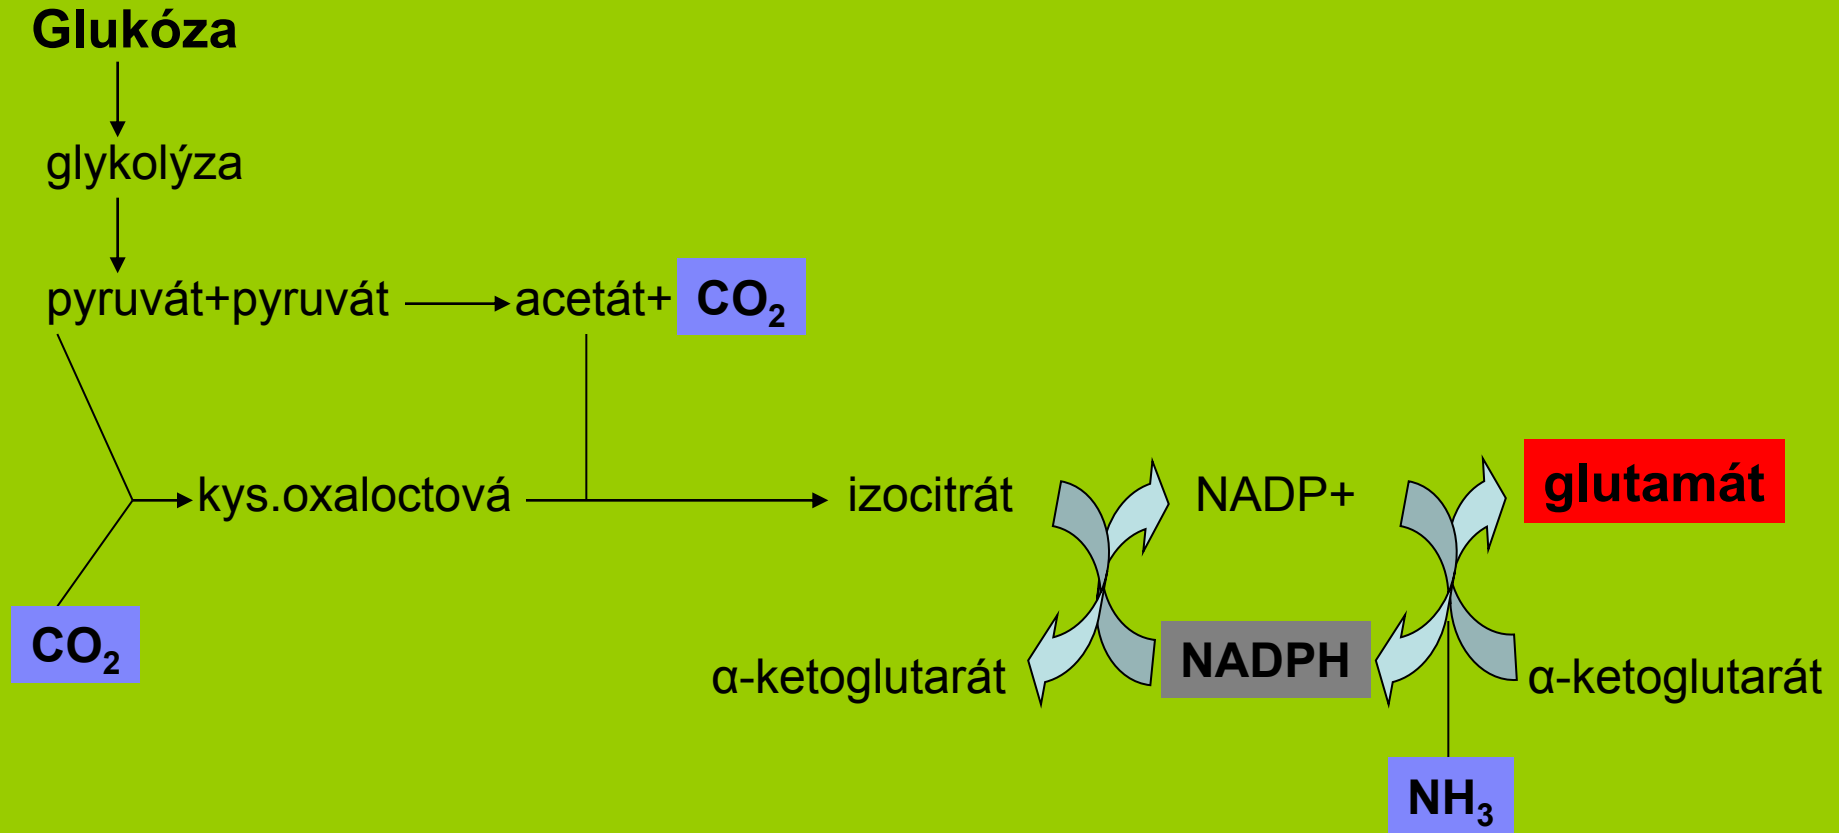 Glukóza
glykolýza
pyruvát+pyruvát acetát+ CO₂
kys.oxaloctová izocitrát NADP+ glutamát
CO₂ α-ketoglutarát NADPH α-ketoglutarát
NH₃